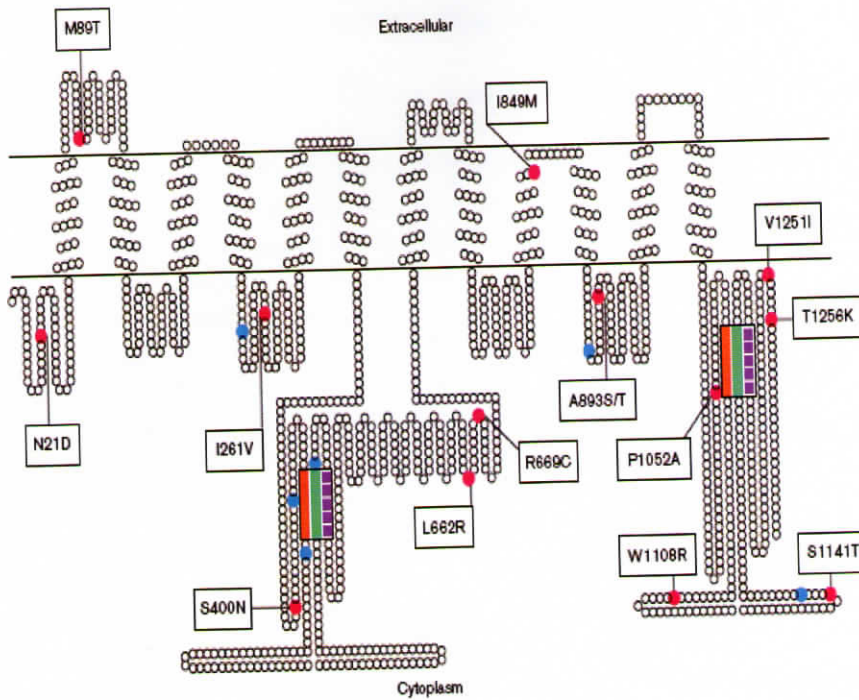 M89T
Extracellular
I849M
V1251I
T1256K
A893S/T
N21D
I261V
R669C
P1052A
L662R
W1108R
S1141T
S400N
Cytoplasm